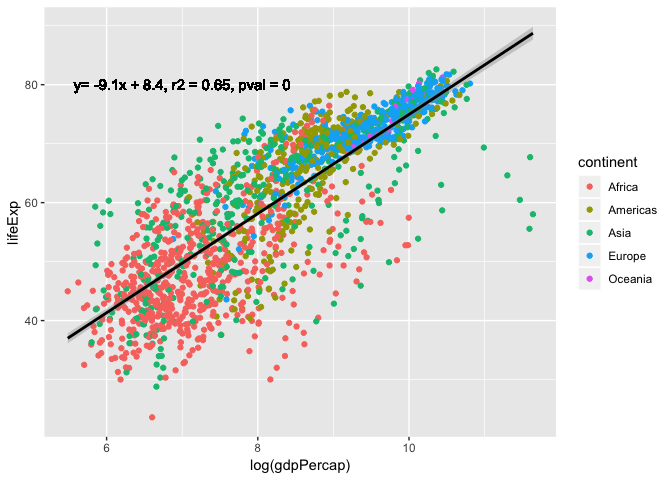 y= -9.1x + 8.4, r2 = 0.65, pval = 0
80
60
40
lifeExp
6 8 10
log(gdpPercap)
continent
Africa
Americas
Asia
Europe
Oceania